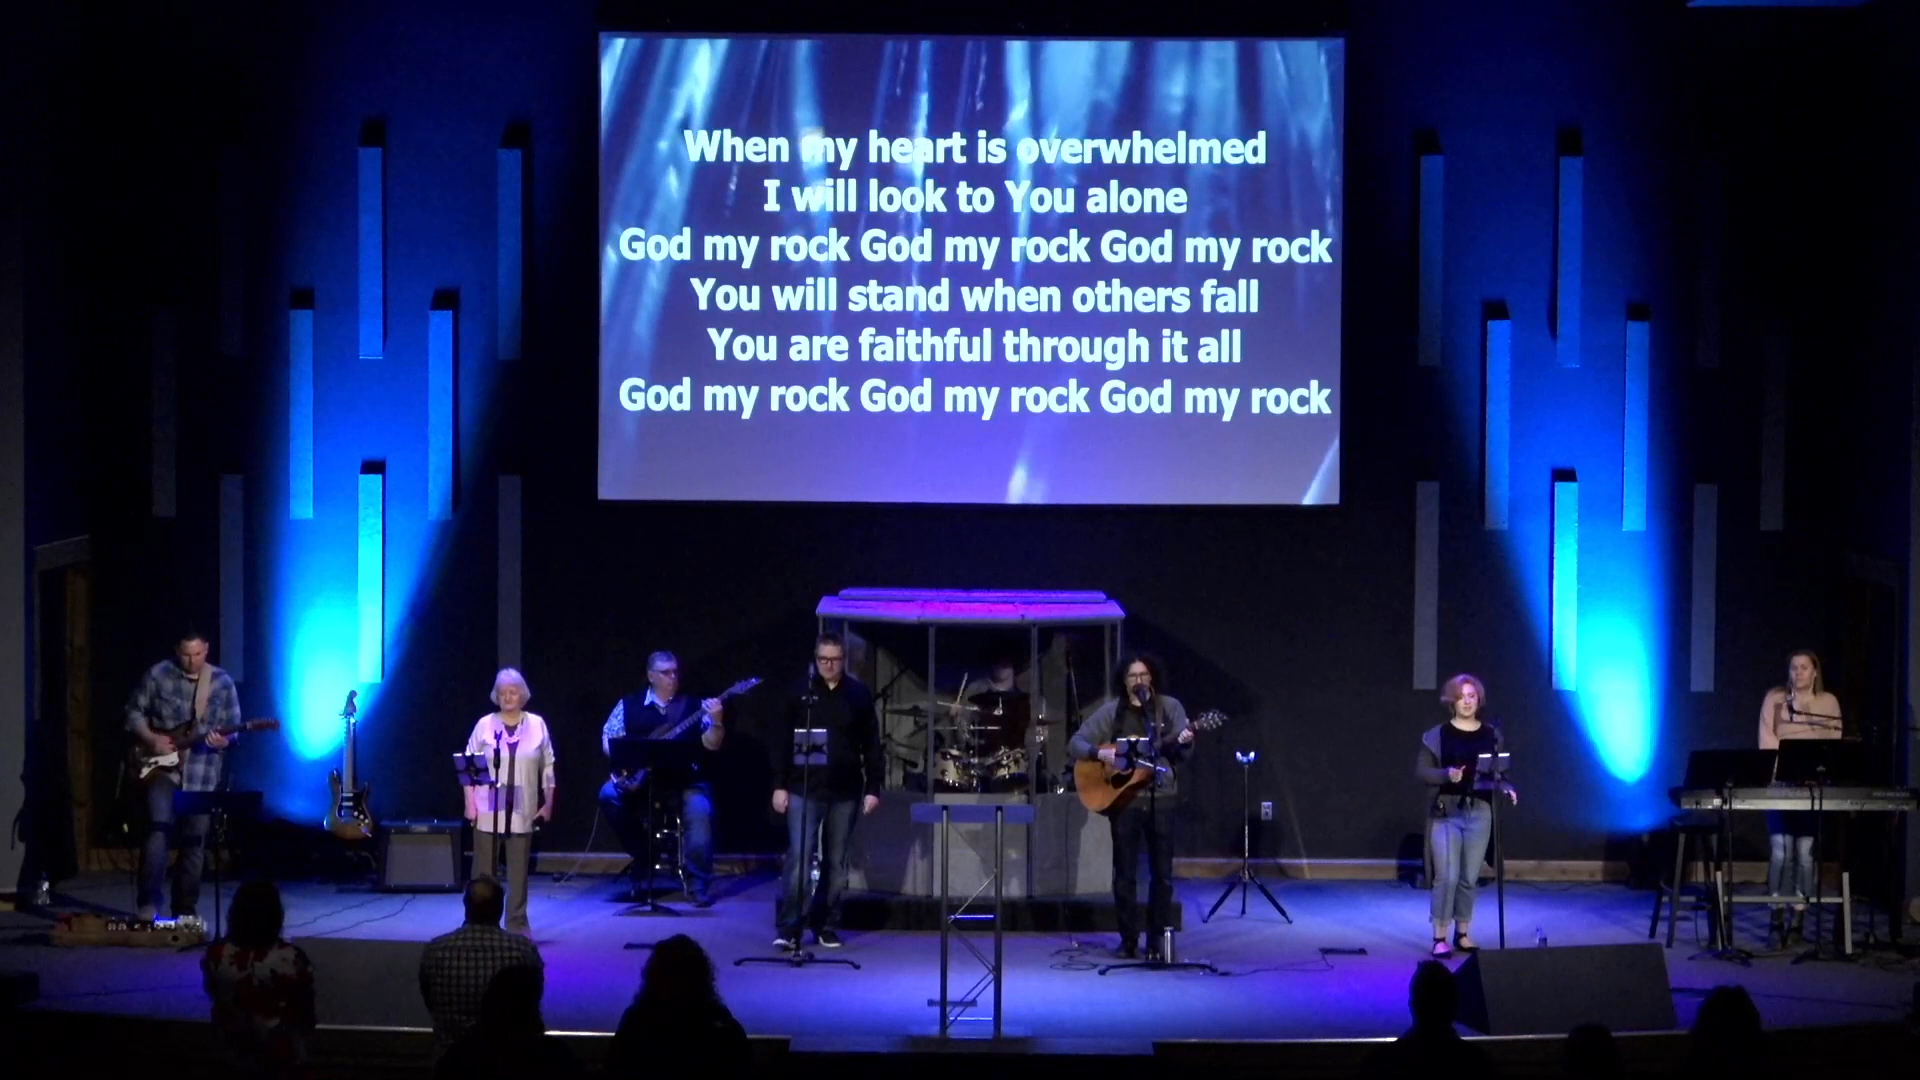 When my heart is overwhelmed
I will look to You alone
God my rock God my rock God my rock
You will stand when others fall
You are faithful through it all
God my rock God my rock God my rock